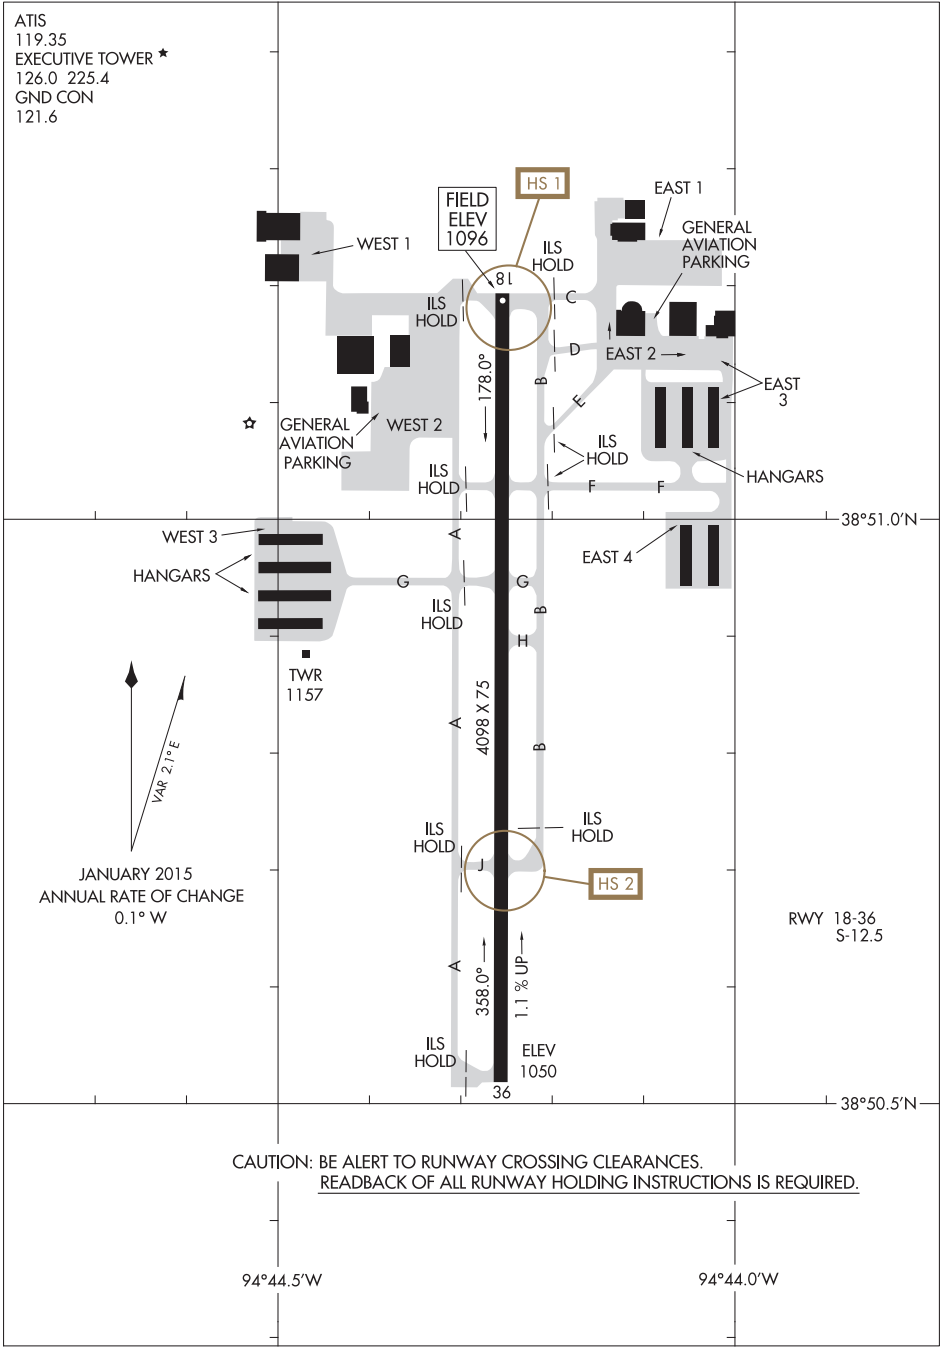 ATIS
119.35
EXECUTIVE TOWER ★
126.0 225.4
GND CON
121.6
HS 1
EAST 1
FIELD
ELEV
1096
GENERAL
AVIATION
PARKING
WEST 1
ILS
HOLD
18
C
ILS
HOLD
D
EAST 2
178.0°
B
E
EAST
3
GENERAL
AVIATION
PARKING
WEST 2
ILS
HOLD
ILS
HOLD
HANGARS
F
F
38°51.0'N
WEST 3
A
EAST 4
HANGARS
G
G
ILS
HOLD
B
H
TWR
1157
4098 X 75
A
B
VAR 2.1° E
ILS
HOLD
ILS
HOLD
J
HS 2
JANUARY 2015
ANNUAL RATE OF CHANGE
0.1° W
RWY 18-36
S-12.5
A
358.0°
1.1 % UP
ILS
HOLD
ELEV
1050
36
38°50.5'N
CAUTION: BE ALERT TO RUNWAY CROSSING CLEARANCES.
READBACK OF ALL RUNWAY HOLDING INSTRUCTIONS IS REQUIRED.
94°44.5'W
94°44.0'W